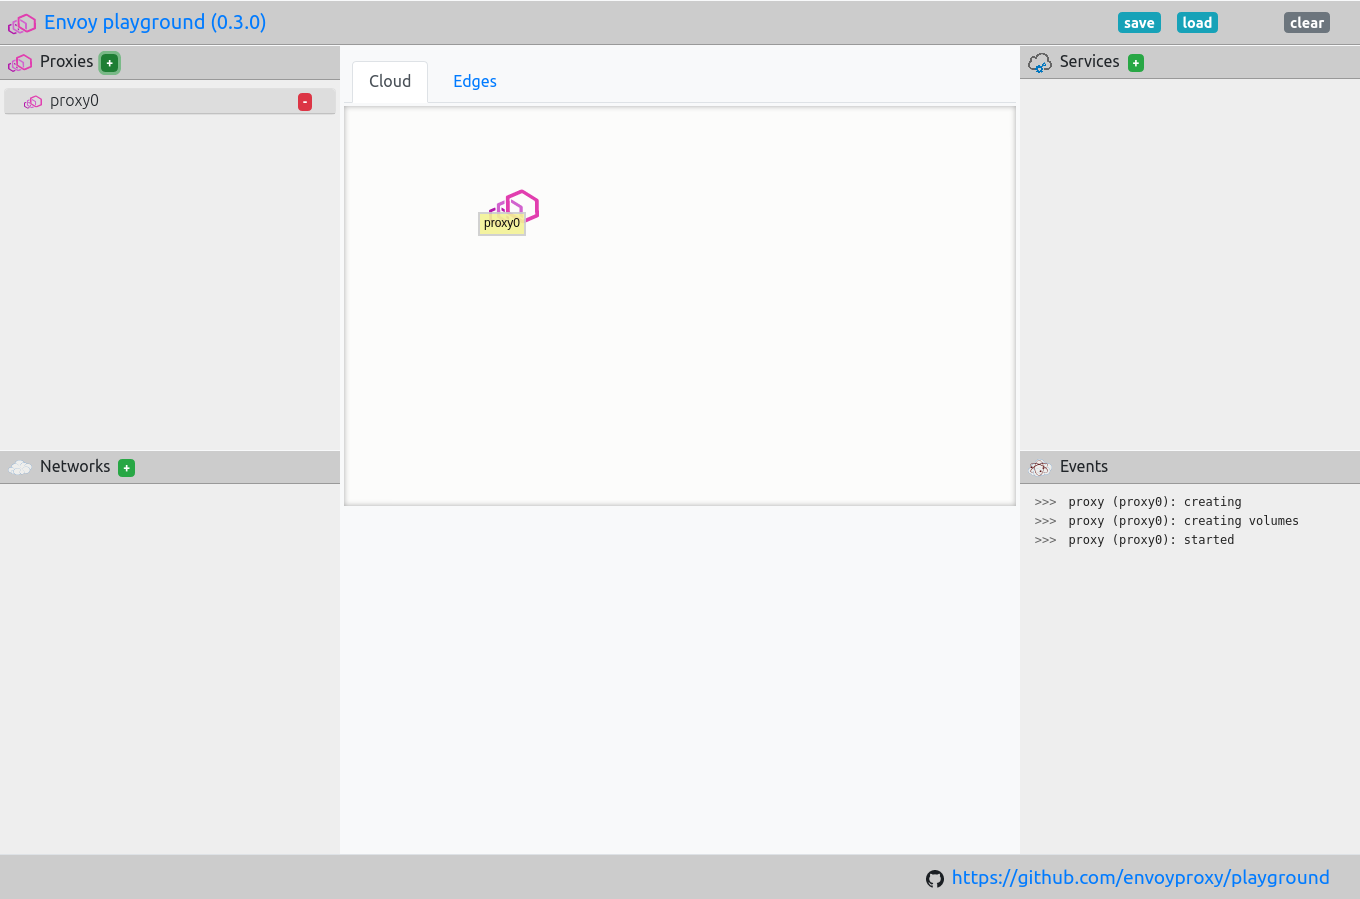 Envoy playground (0.3.0)
save
load
clear
Proxies +
proxy0 -
Cloud
Edges
proxy0
Services +
Networks +
Events
>>> proxy (proxy0): creating
>>> proxy (proxy0): creating volumes
>>> proxy (proxy0): started
https://github.com/envoyproxy/playground